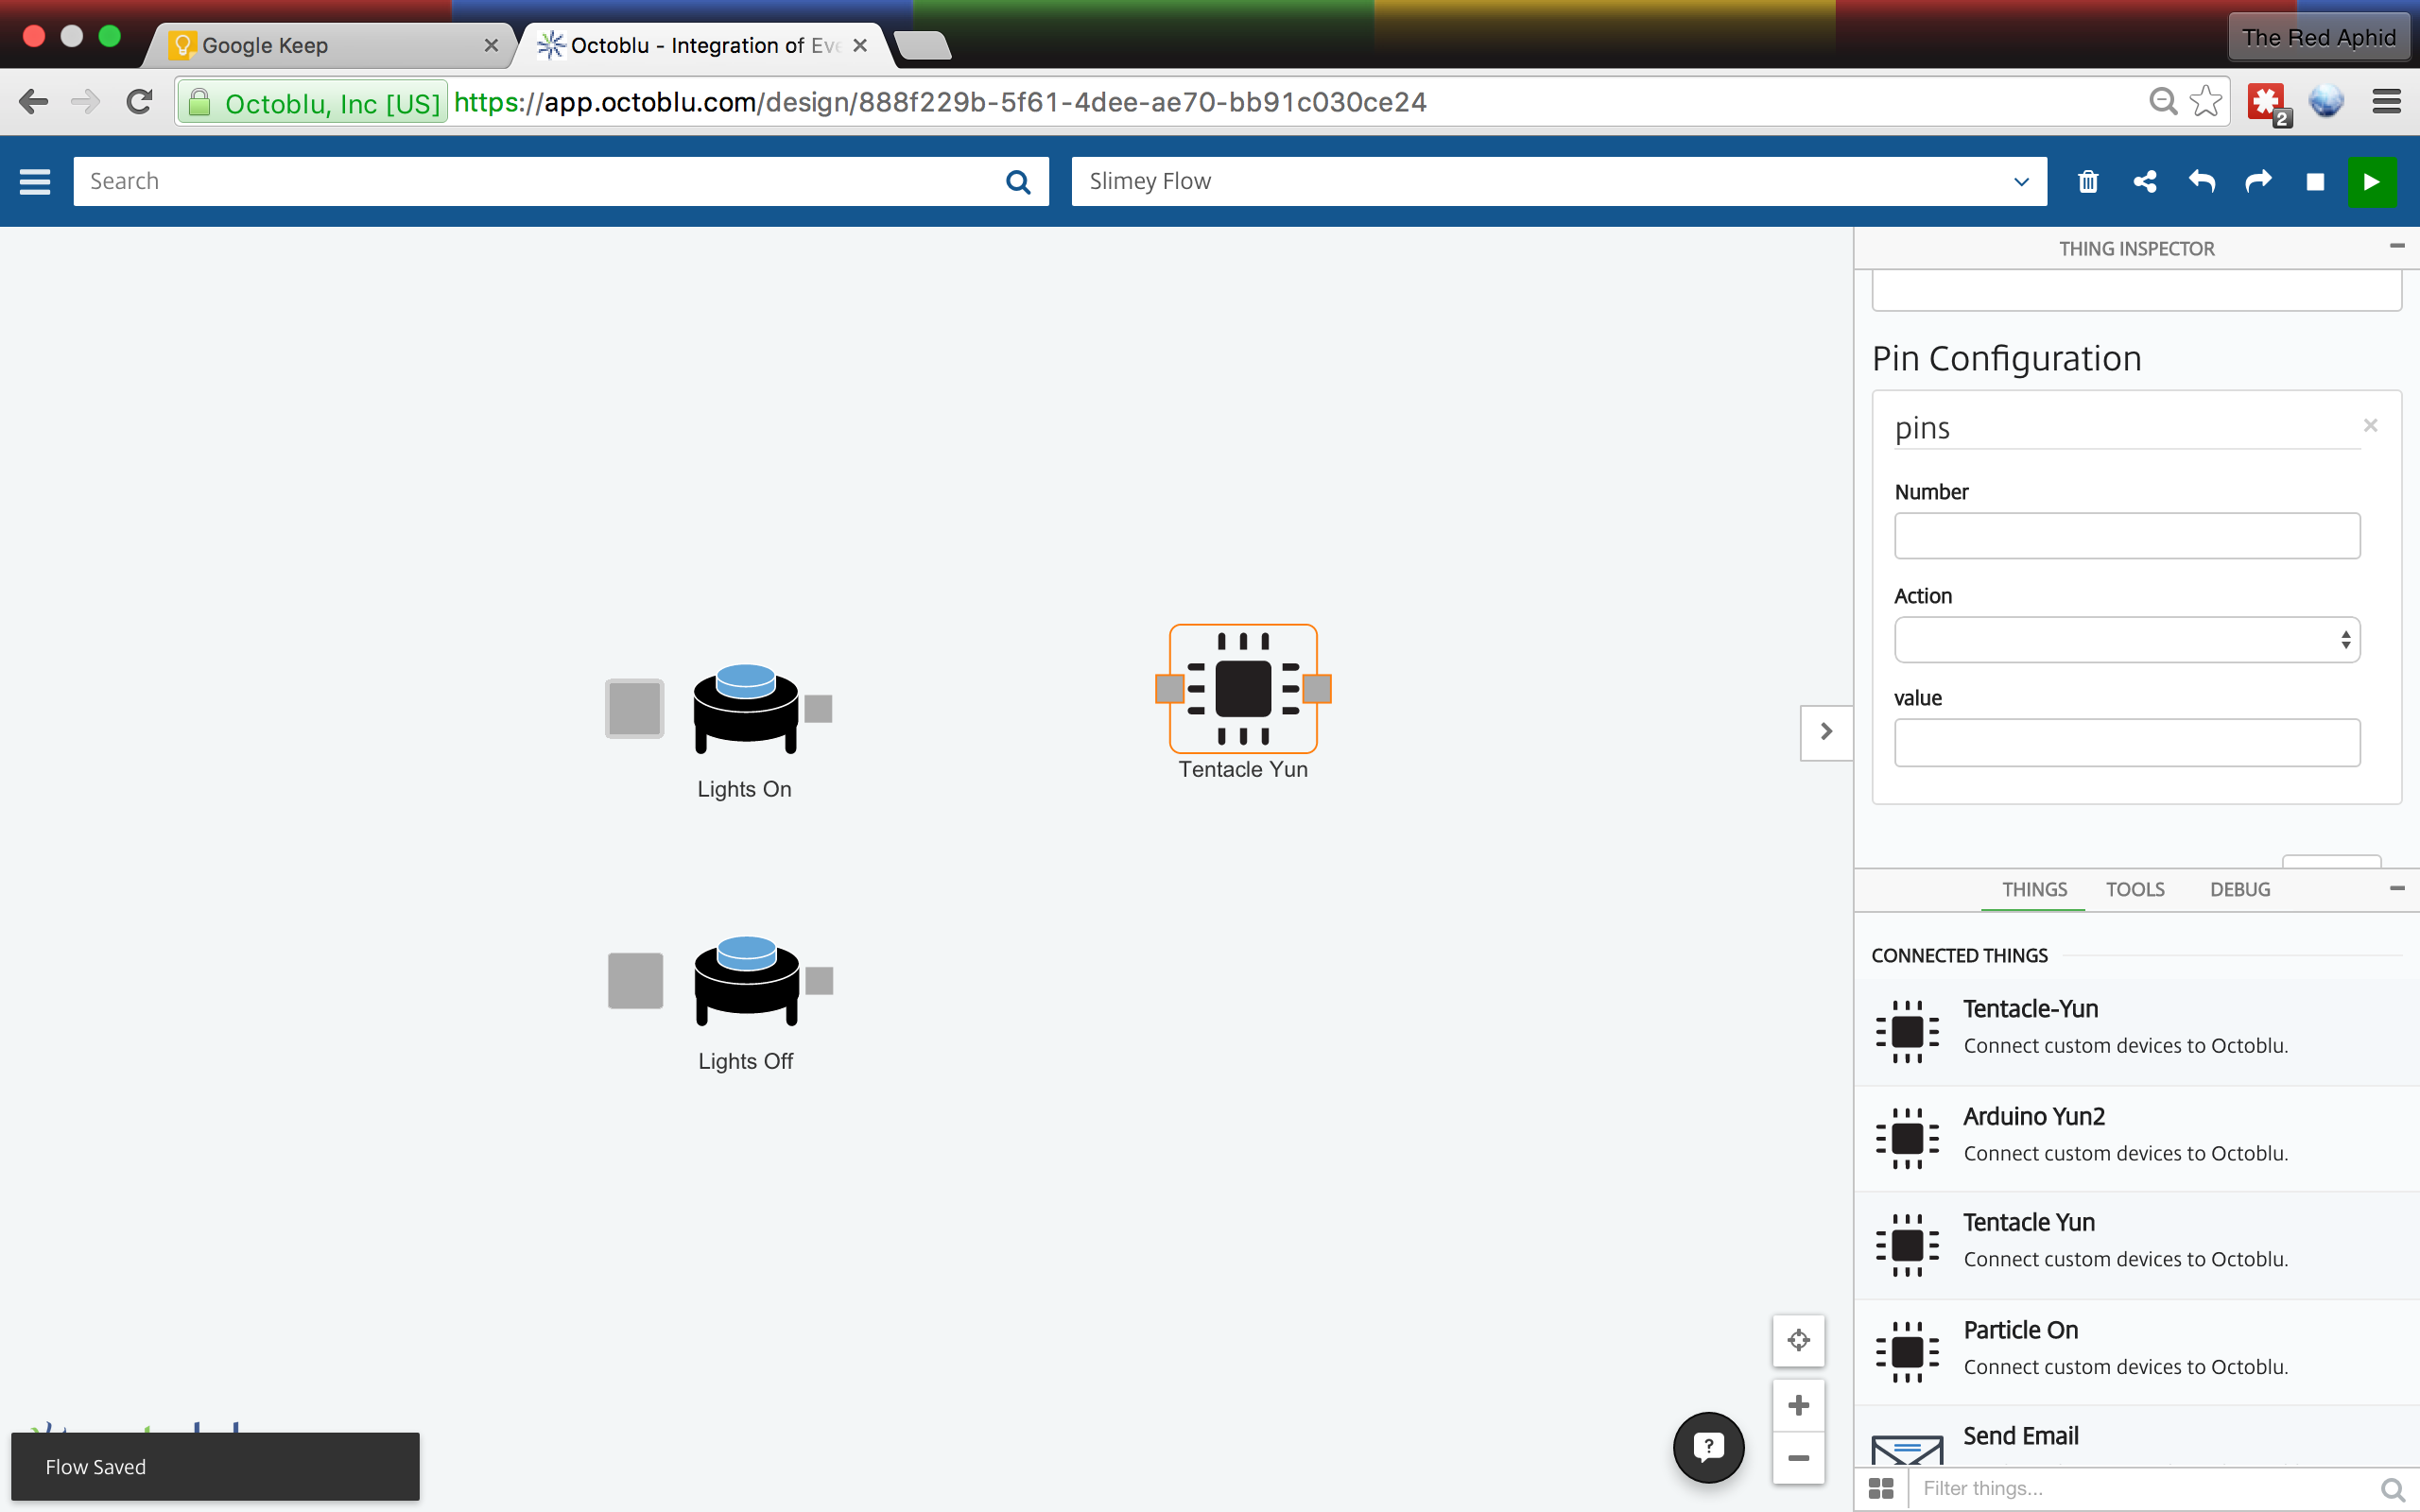 Google Keep
Octoblu - Integration of Eve
The Red Aphid
Octoblu, Inc [US] https://app.octoblu.com/design/888f229b-5f61-4dee-ae70-bb91c030ce24
2
Search
Slimey Flow
THING INSPECTOR
Pin Configuration
pins
Number
Action
value
Lights On
Tentacle Yun
Lights Off
THINGS TOOLS DEBUG
CONNECTED THINGS
Tentacle-Yun
Connect custom devices to Octoblu.
Arduino Yun2
Connect custom devices to Octoblu.
Tentacle Yun
Connect custom devices to Octoblu.
Particle On
Connect custom devices to Octoblu.
Send Email
Flow Saved
Filter things...